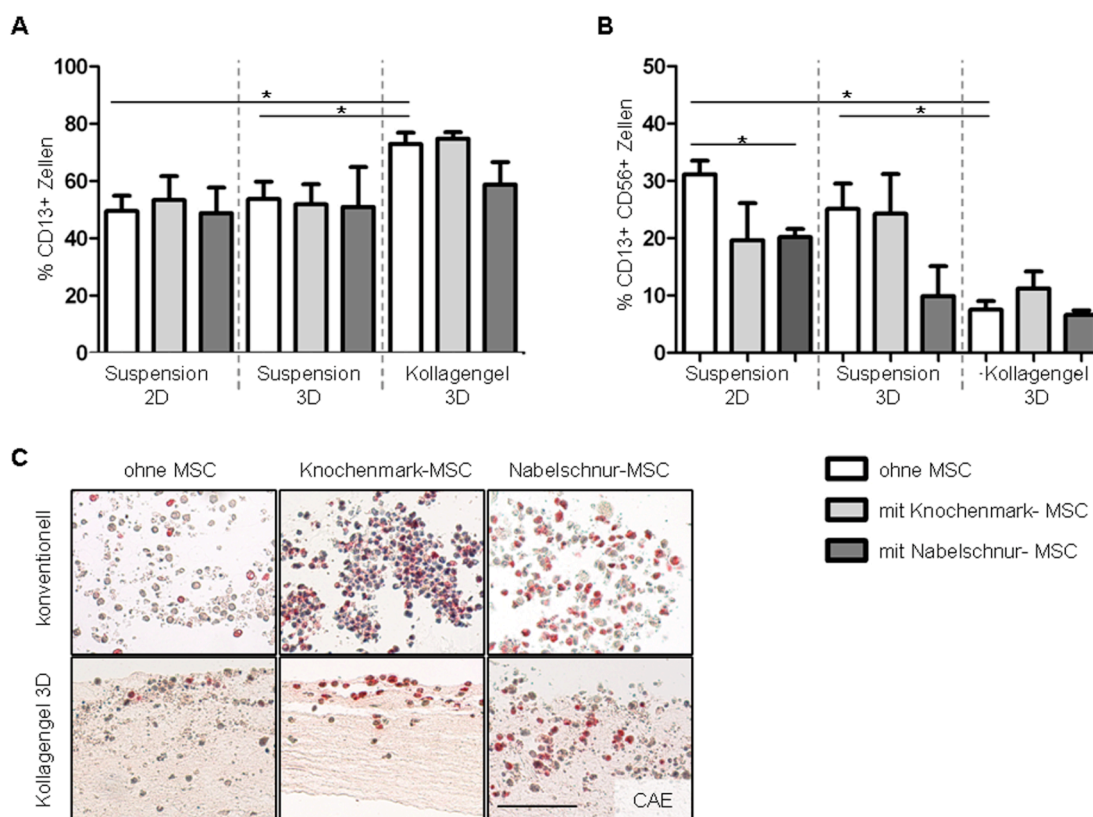 A
% CD13+ Zellen
100
80
60
40
20
0
*
*
Suspension
2D
Suspension
3D
Kollagengel
3D
B
% CD13+ CD56+ Zellen
50
40
30
20
10
0
*
*
*
Suspension
2D
Suspension
3D
-Kollagengel
3D
C
ohne MSC
Knochenmark-MSC
Nabelschnur-MSC
konventionell
Kollagengel 3D
CAE
ohne MSC
mit Knochenmark- MSC
mit Nabelschnur- MSC